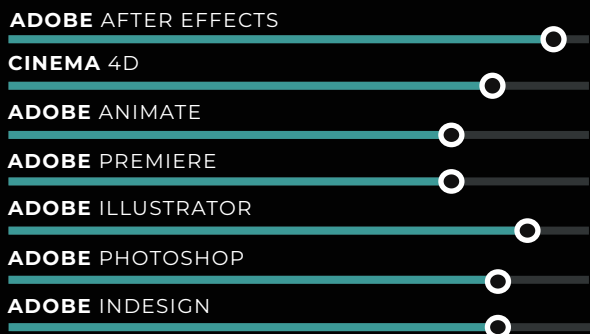 ADOBE AFTER EFFECTS
CINEMA 4D
ADOBE ANIMATE
ADOBE PREMIERE
ADOBE ILLUSTRATOR
ADOBE PHOTOSHOP
ADOBE INDESIGN